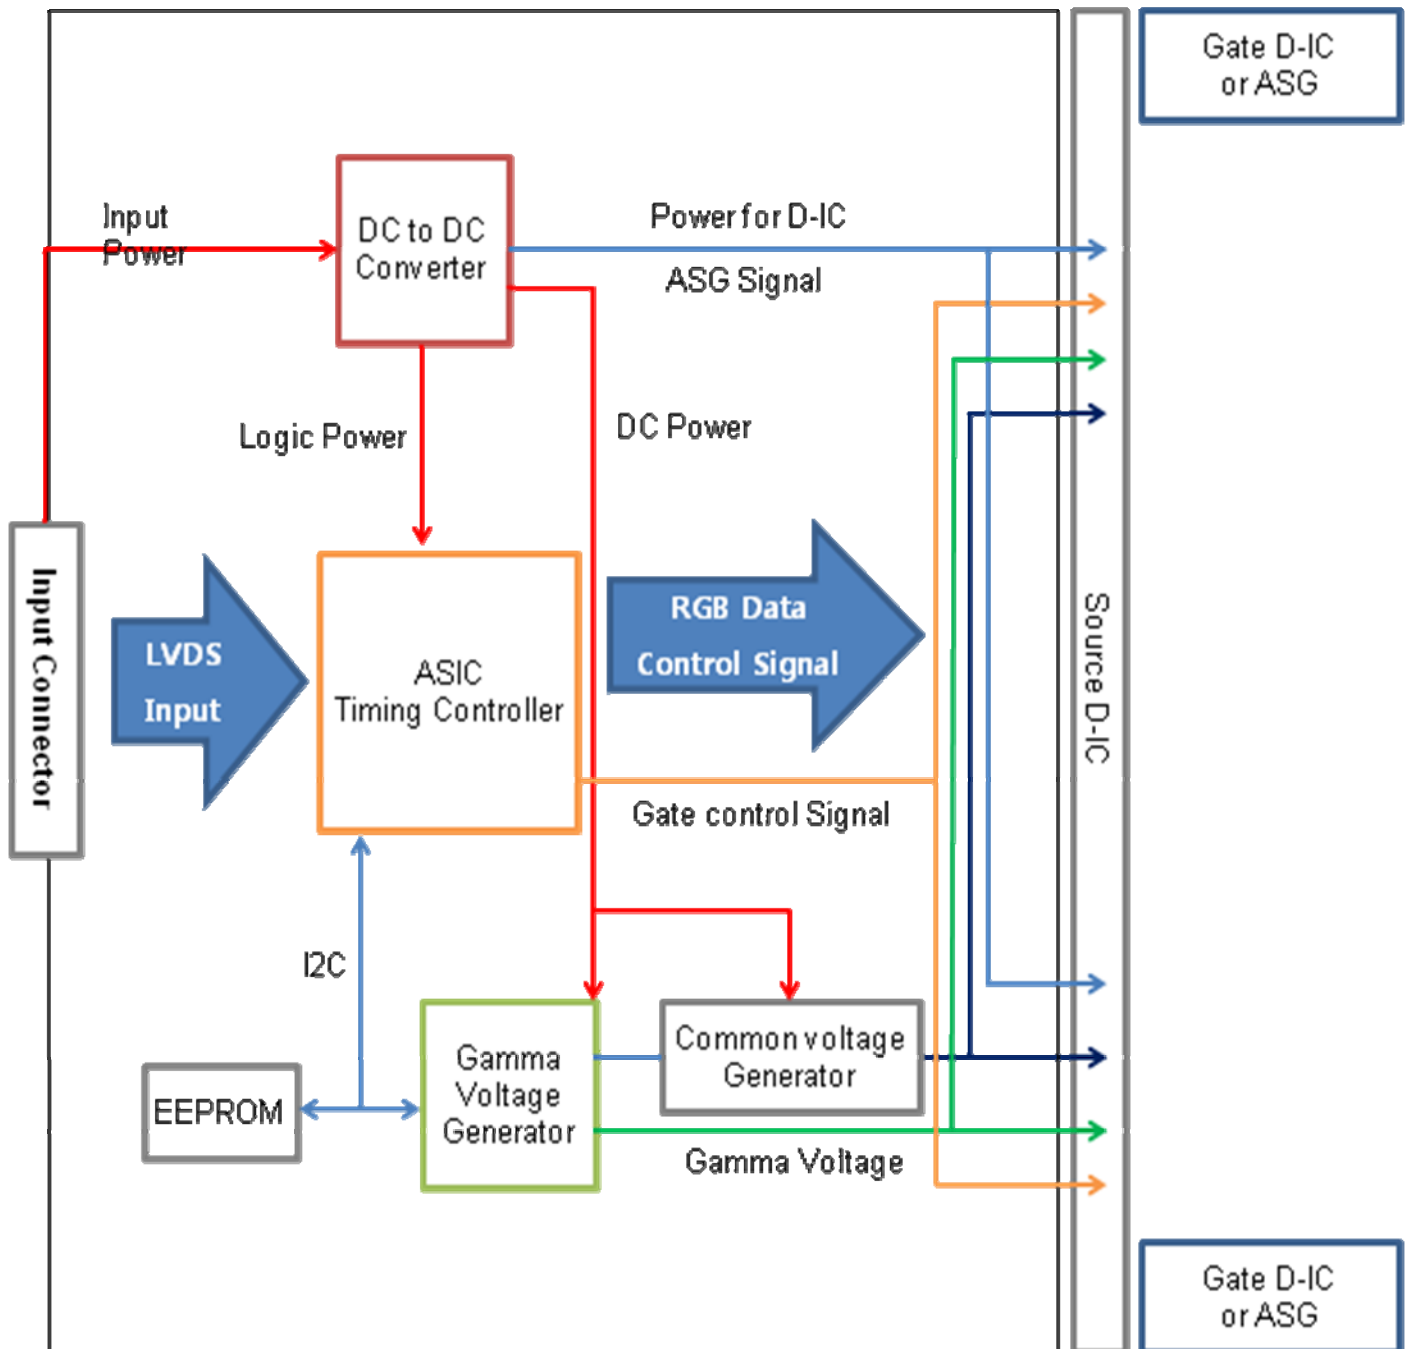 Gate D-IC
or ASG
Input
Power
DC to DC
Converter
Power for D-IC
ASG Signal
Logic Power
DC Power
Input Connector
LVDS
Input
ASIC
Timing Controller
RGB Data
Control Signal
Source D-IC
Gate control Signal
I2C
EEPROM
Gamma
Voltage
Generator
Common voltage
Generator
Gamma Voltage
Gate D-IC
or ASG